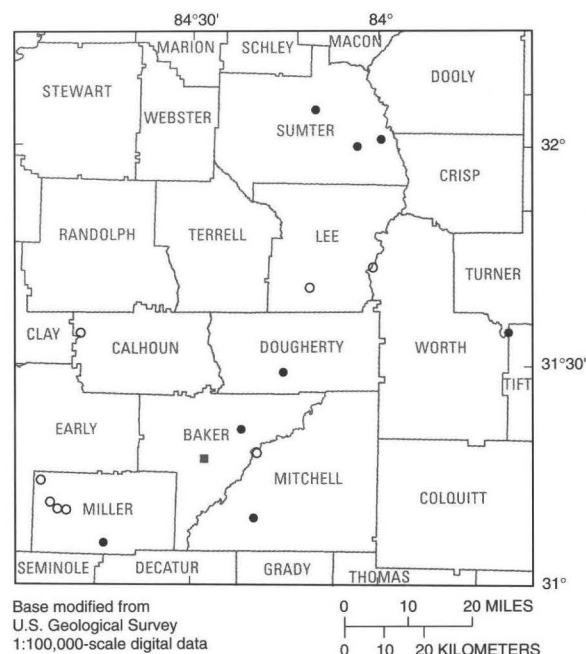 84°30' 84°
MARION SCHLEY MACON
DOOLY
STEWART
WEBSTER
SUMTER
32°
CRISP
RANDOLPH TERRELL LEE
TURNER
CLAY
CALHOUN DOUGHERTY WORTH
31°30'
TIFT
EARLY
BAKER
MITCHELL
COLQUITT
MILLER
SEMINOLE DECATUR GRADY
THOMAS
31°
Base modified from
U.S. Geological Survey
1:100,000-scale digital data
0 10 20 MILES
0 10 20 KILOMETERS